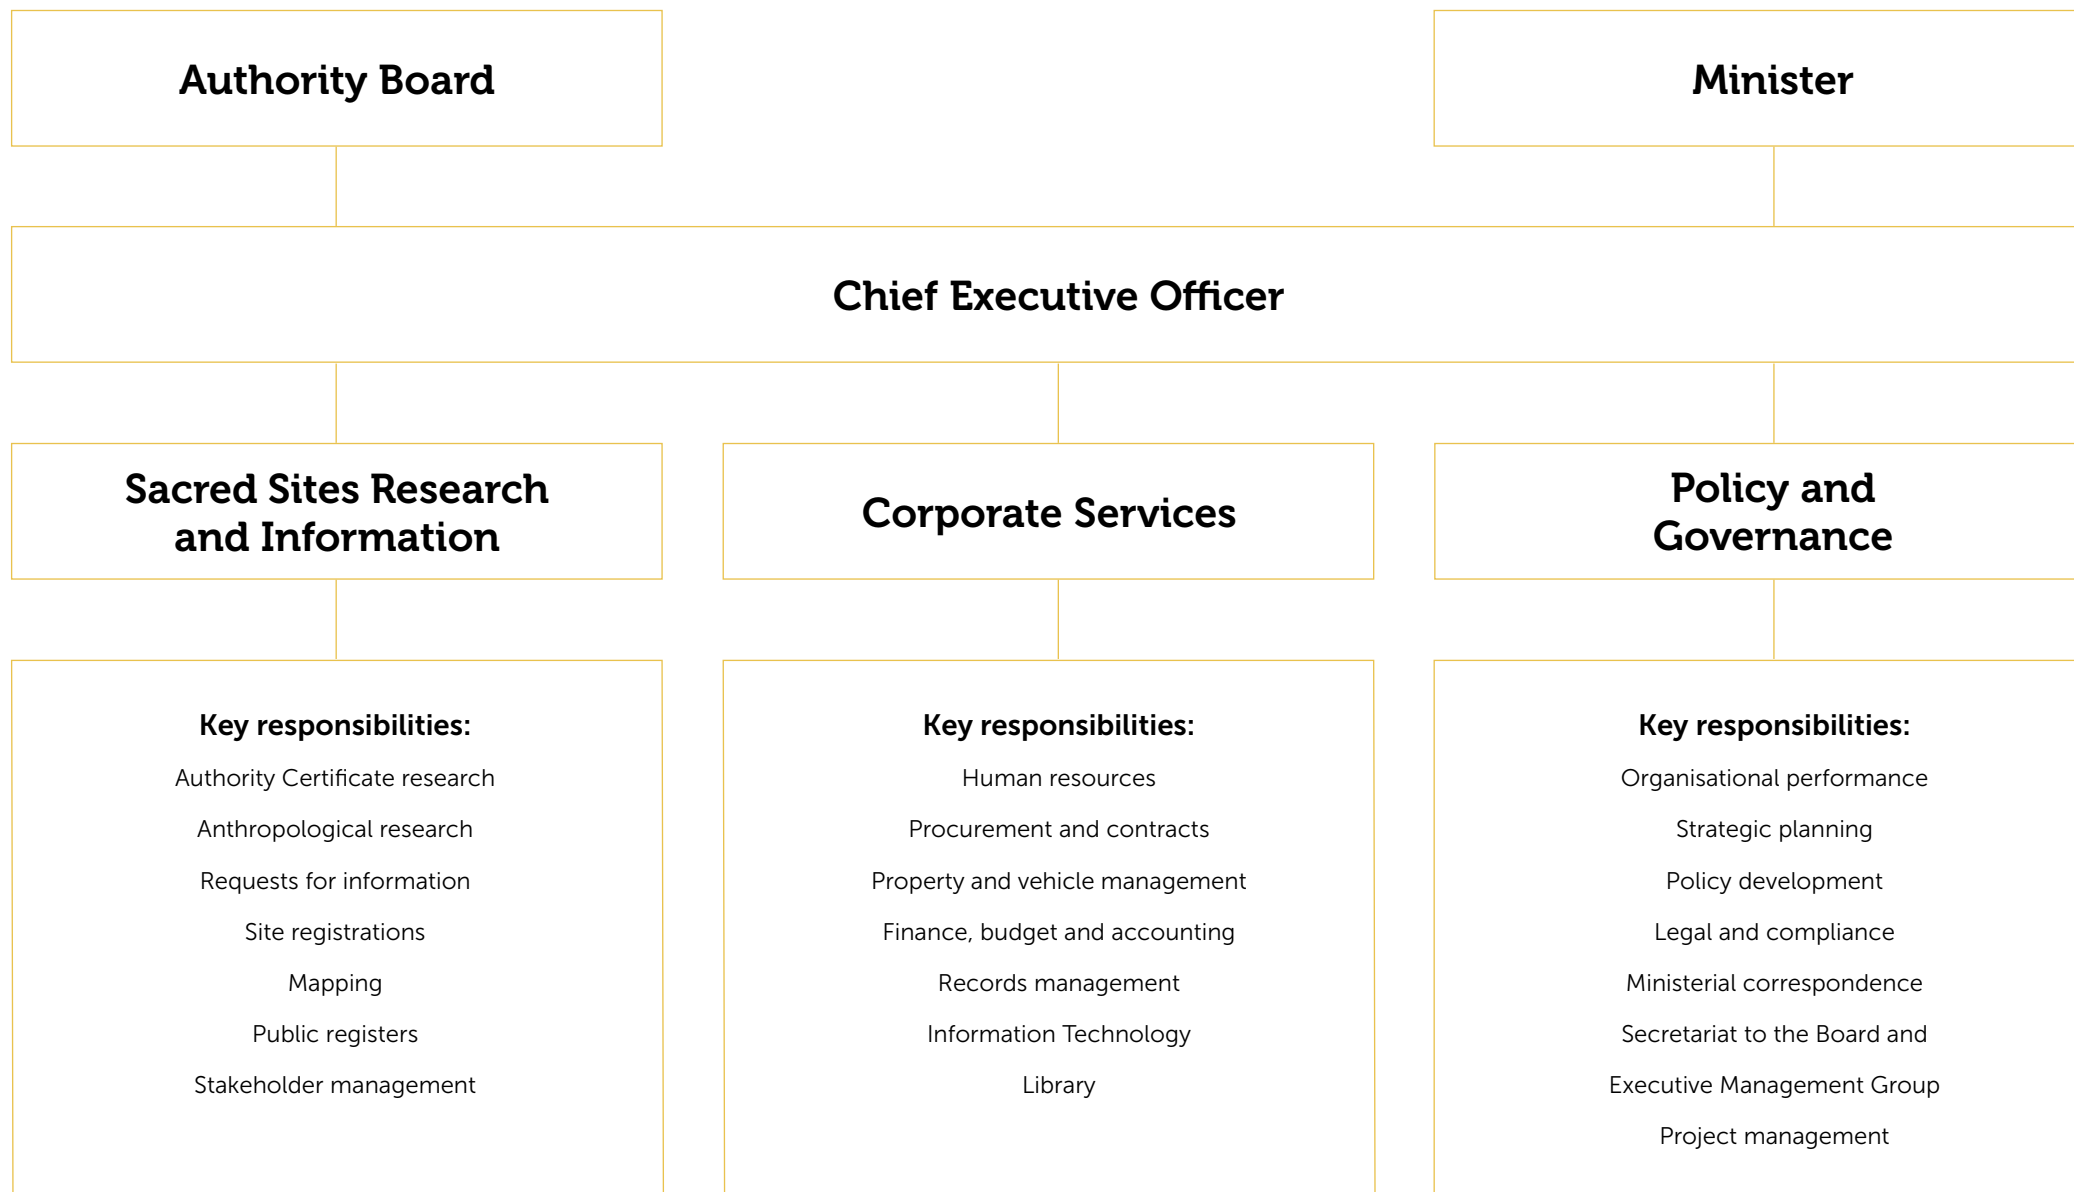 Authority Board
Minister
Chief Executive Officer
Sacred Sites Research
and Information
Corporate Services
Policy and
Governance
Key responsibilities:
Authority Certificate research
Anthropological research
Requests for information
Site registrations
Mapping
Public registers
Stakeholder management
Key responsibilities:
Human resources
Procurement and contracts
Property and vehicle management
Finance, budget and accounting
Records management
Information Technology
Library
Key responsibilities:
Organisational performance
Strategic planning
Policy development
Legal and compliance
Ministerial correspondence
Secretariat to the Board and
Executive Management Group
Project management